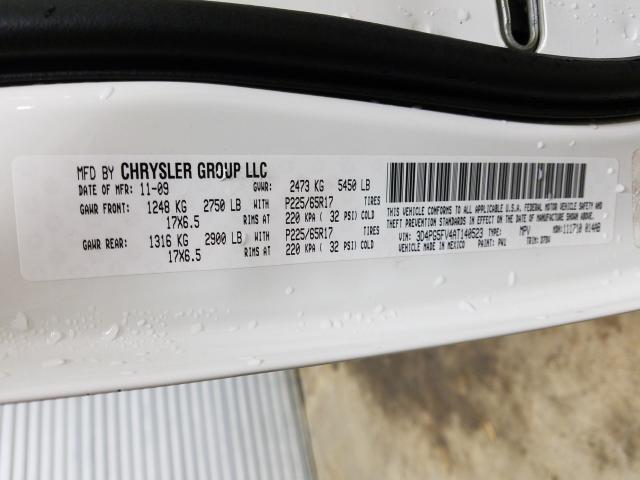 MFD BY CHRYSLER GROUP LLC
DATE OF MFR: 11-09 GVWR: 2473 KG 5450 LB
GAWR FRONT: 1248 KG 2750 LB WITH P225/65R17 TIRES
17X6.5 RIMS AT 220 KPA ( 32 PSI) COLD
GAWR REAR: 1316 KG 2900 LB WITH P225/65R17 TIRES
17X6.5 RIMS AT 220 KPA ( 32 PSI) COLD
THIS VEHICLE CONFORMS TO ALL APPLICABLE U.S.A. FEDERAL MOTOR VEHICLE SAFETY AND
THEFT PREVENTION STANDARDS IN EFFECT ON THE DATE OF MANUFACTURE SHOWN ABOVE.
VIN: 3D4PG5FV4AT140523 TYPE: MPV MDH: 111710 014AB
VEHICLE MADE IN MEXICO PAINT: PW1 TRIM: